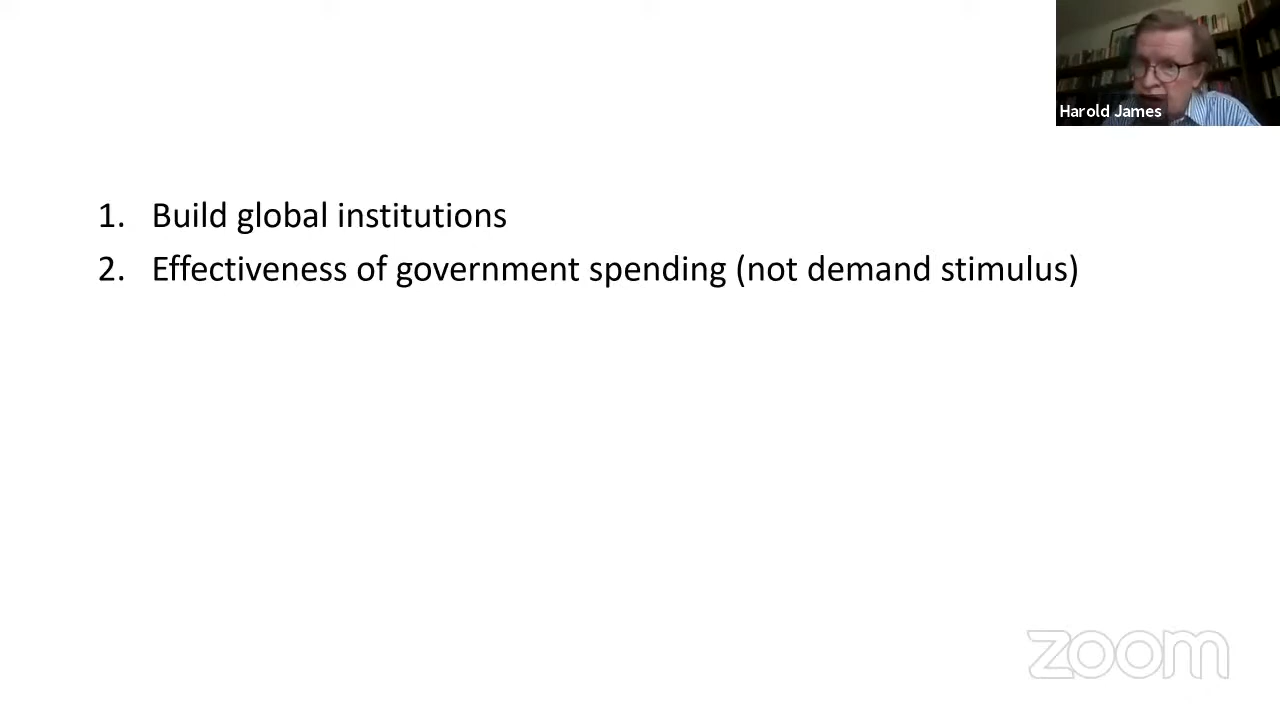 Harold James
1. Build global institutions
2. Effectiveness of government spending (not demand stimulus)
zoom